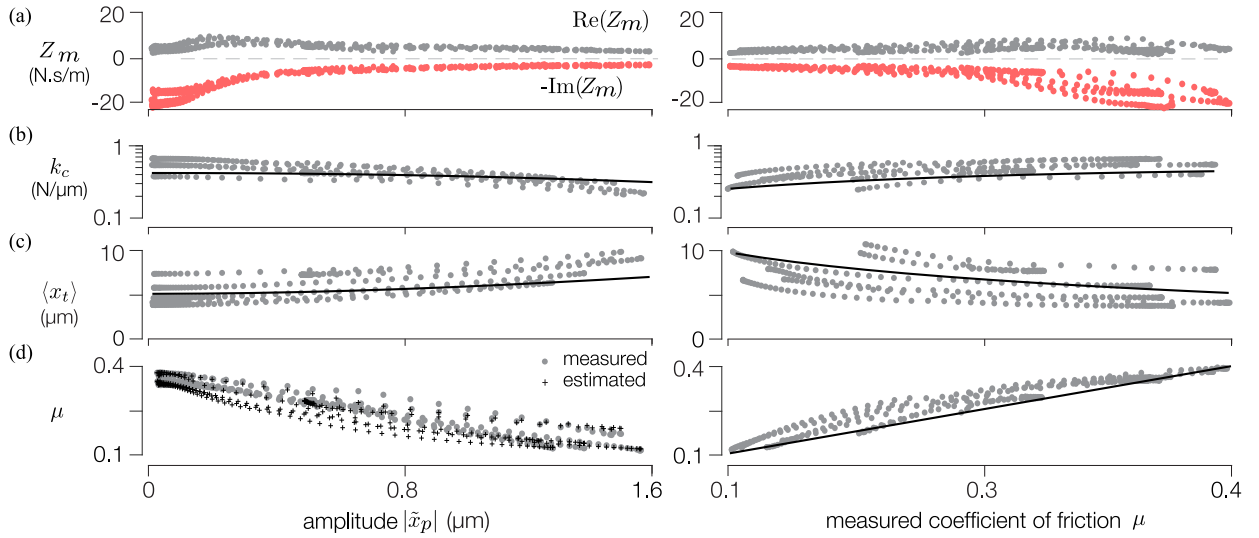 (a)
20
Z_m
(N.s/m)
0
-20
Re(Z_m)
-Im(Z_m)
20
0
-20
(b)
1
k_c
(N/µm)
0.1
1
0.1
(c)
10
⟨x_t⟩
(µm)
0
10
0
(d)
0.4
µ
0.1
measured
estimated
0.4
0.1
0
0.8
1.6
0.1
0.3
0.4
amplitude |x̃_p| (µm)
measured coefficient of friction µ